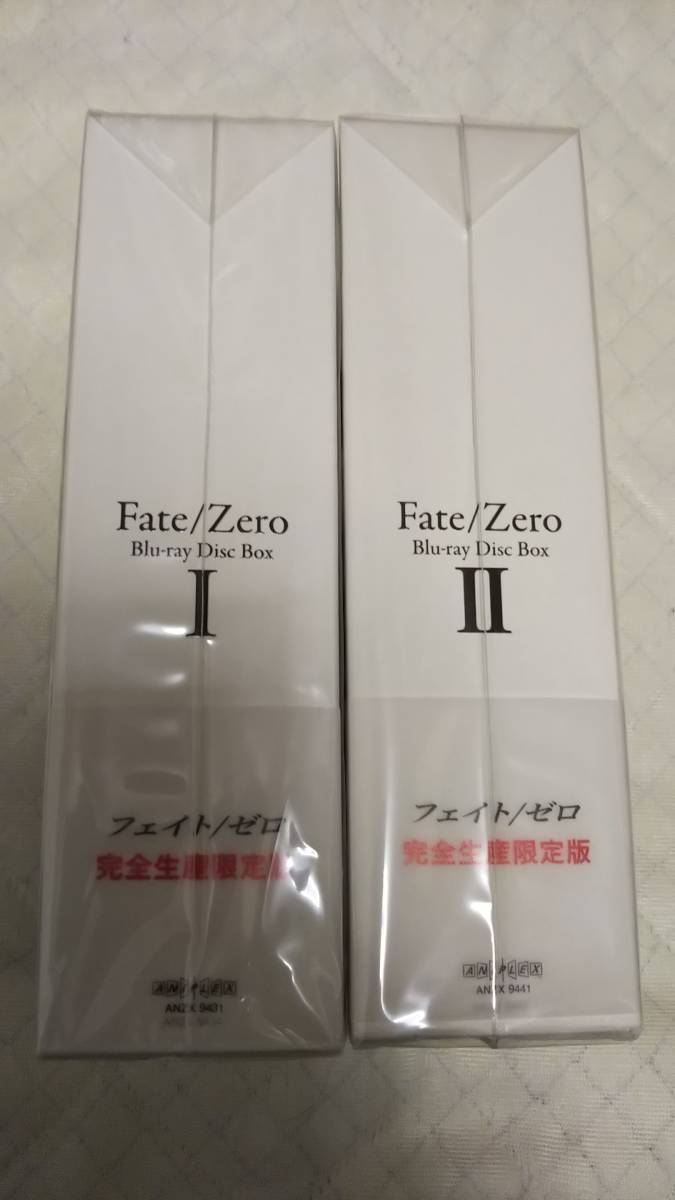 Fate/Zero
Blu-ray Disc Box
I
フェイト/ゼロ
完全生産限定
ANIPLEX
ANZX 9431
Fate/Zero
Blu-ray Disc Box
II
フェイト/ゼロ
完全生産限定版
ANIPLEX
ANZX 9441